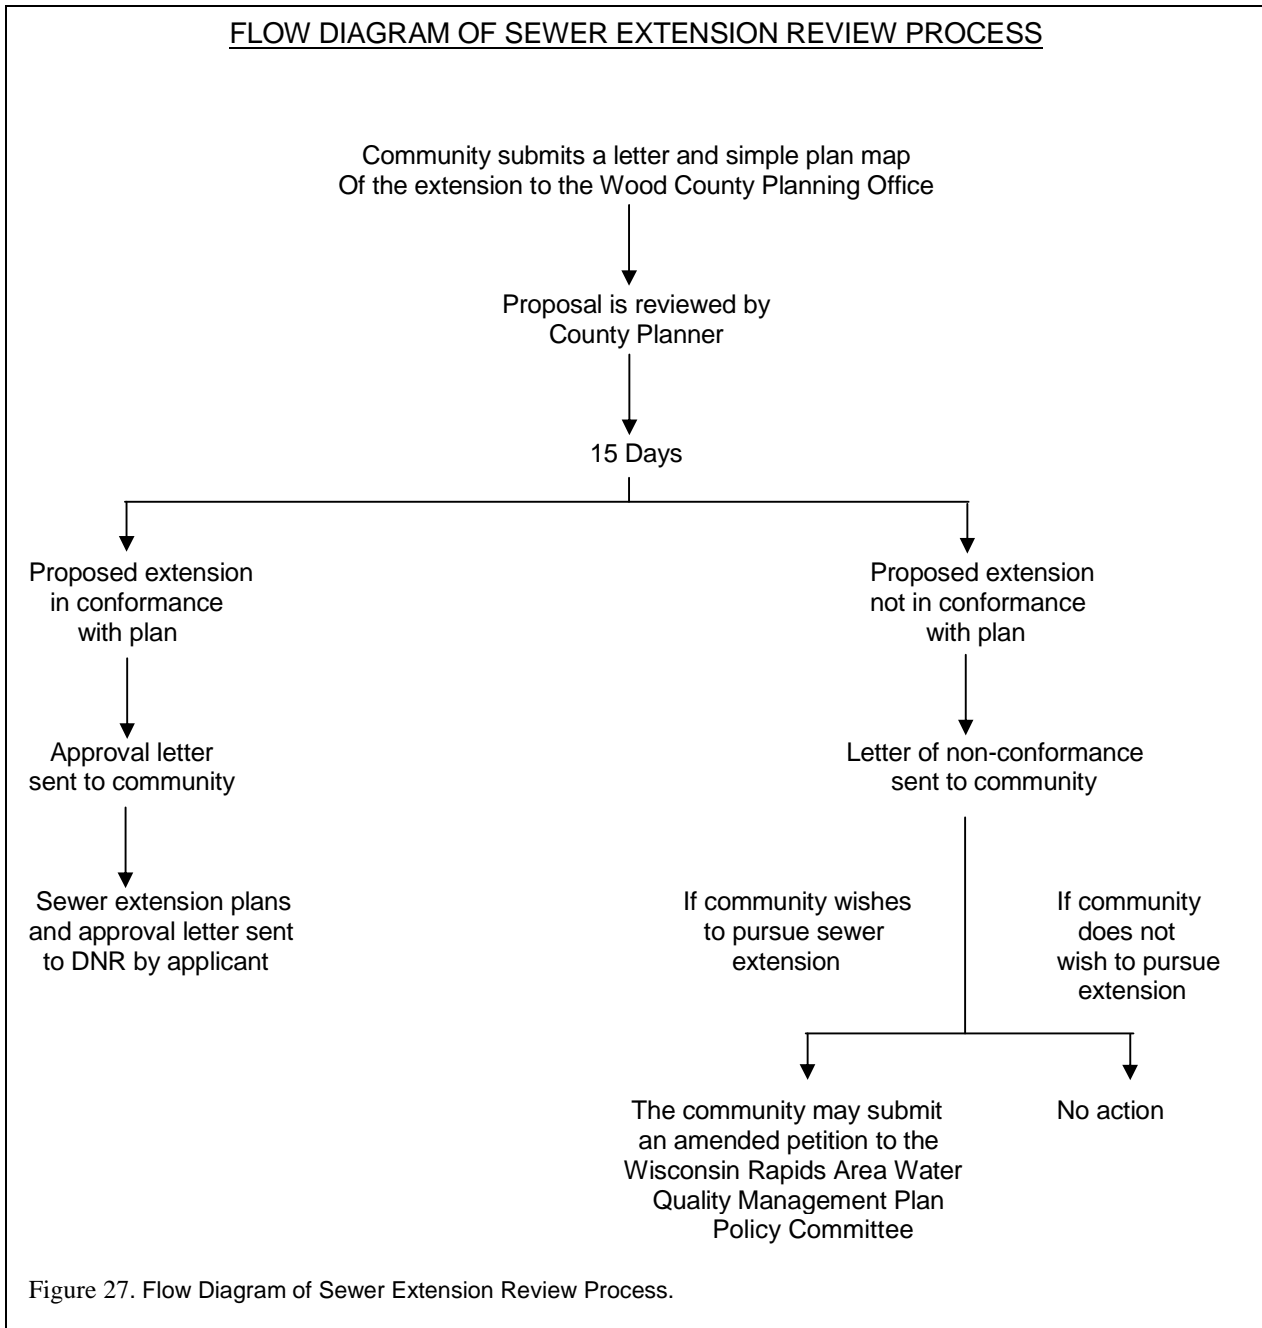 FLOW DIAGRAM OF SEWER EXTENSION REVIEW PROCESS
Community submits a letter and simple plan map
Of the extension to the Wood County Planning Office
Proposal is reviewed by
County Planner
15 Days
Proposed extension
in conformance
with plan
Approval letter
sent to community
Sewer extension plans
and approval letter sent
to DNR by applicant
Proposed extension
not in conformance
with plan
Letter of non-conformance
sent to community
If community wishes
to pursue sewer
extension
If community
does not
wish to pursue
extension
The community may submit
an amended petition to the
Wisconsin Rapids Area Water
Quality Management Plan
Policy Committee
No action
Figure 27. Flow Diagram of Sewer Extension Review Process.